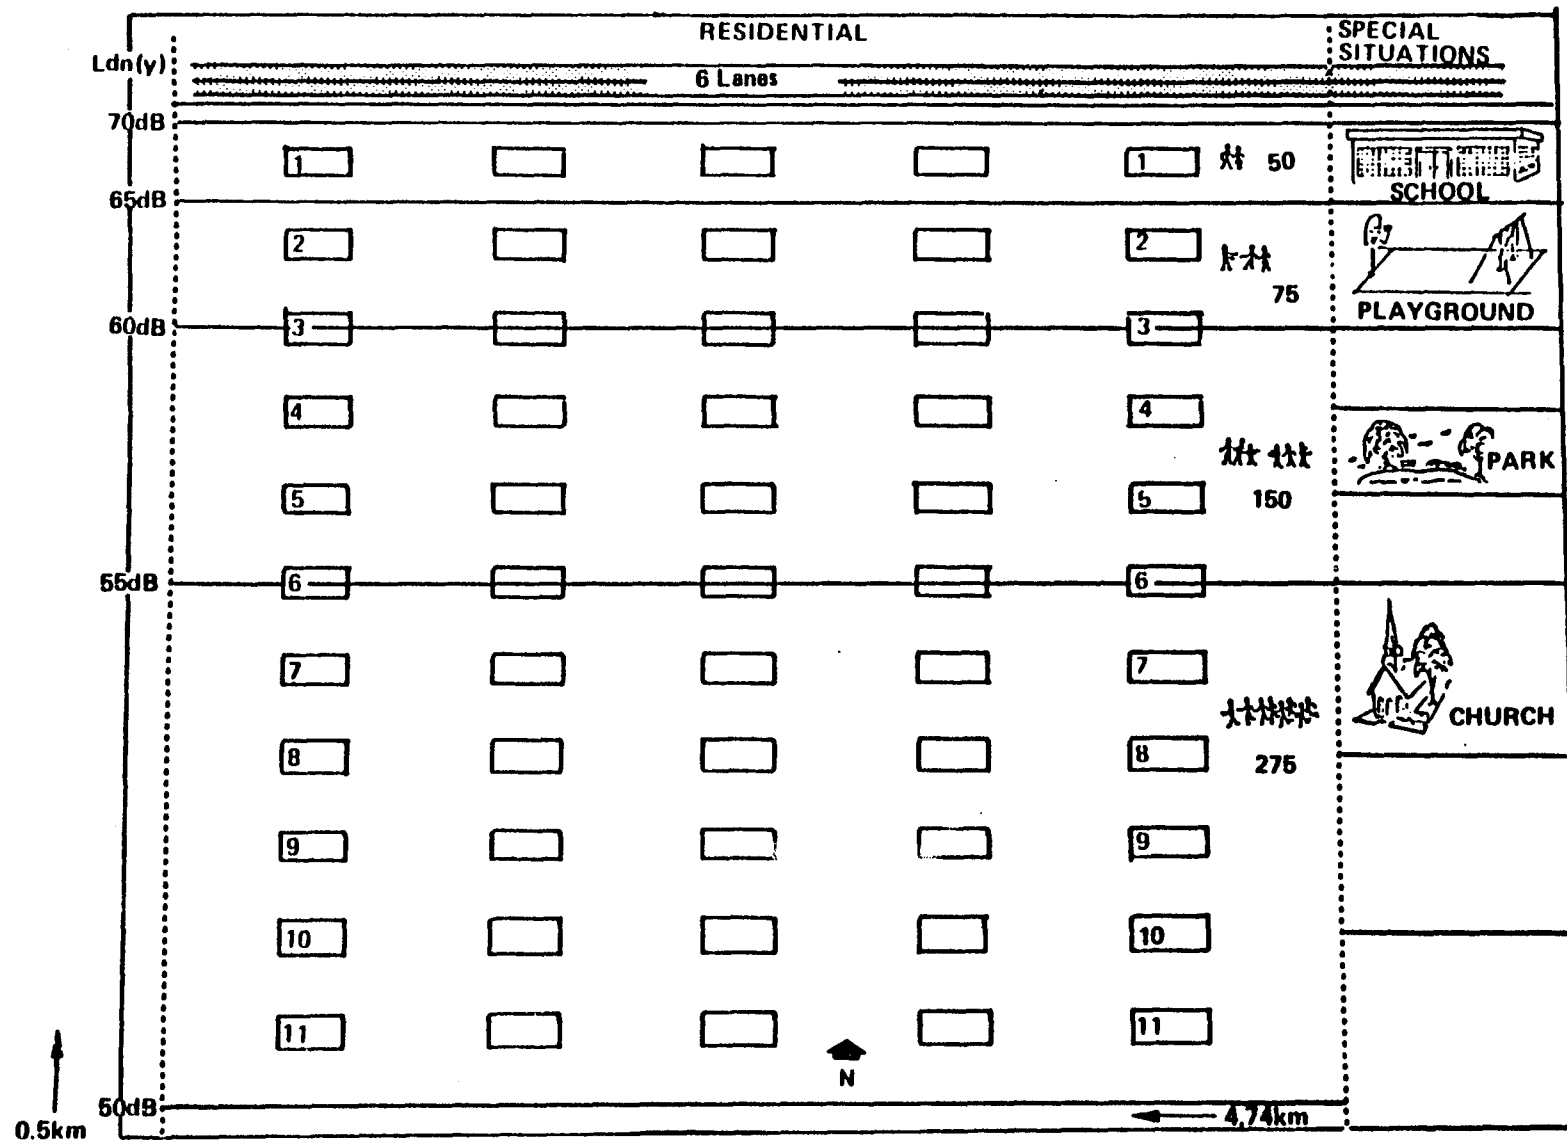 RESIDENTIAL
SPECIAL
SITUATIONS
Ldn(y)
6 Lanes
70dB
1
1
50
SCHOOL
65dB
2
2
75
PLAYGROUND
60dB
3
3
4
4
PARK
5
5
150
55dB
6
6
7
7
CHURCH
8
8
275
9
9
10
10
11
11
N
50dB
4.74km
0.5km